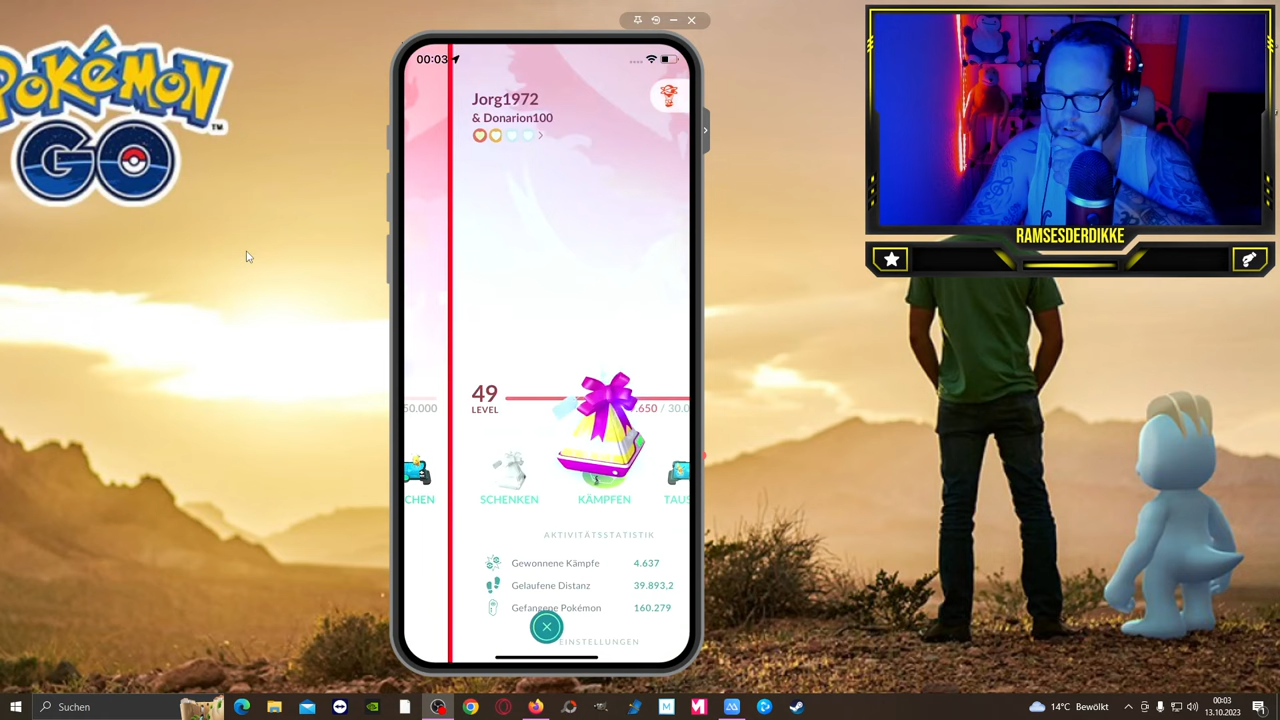 POKÉMON
GO
TM
00:03
Jorg1972
& Donarion100
49
LEVEL
50.000
.650 / 30.0
CHEN
SCHENKEN
KÄMPFEN
TAUS
AKTIVITÄTSSTATISTIK
Gewonnene Kämpfe 4.637
Gelaufene Distanz 39.893,2
Gefangene Pokémon 160.279
EINSTELLUNGEN
RAMSESDERDIKKE
Suchen
14°C Bewölkt
00:03
13.10.2023